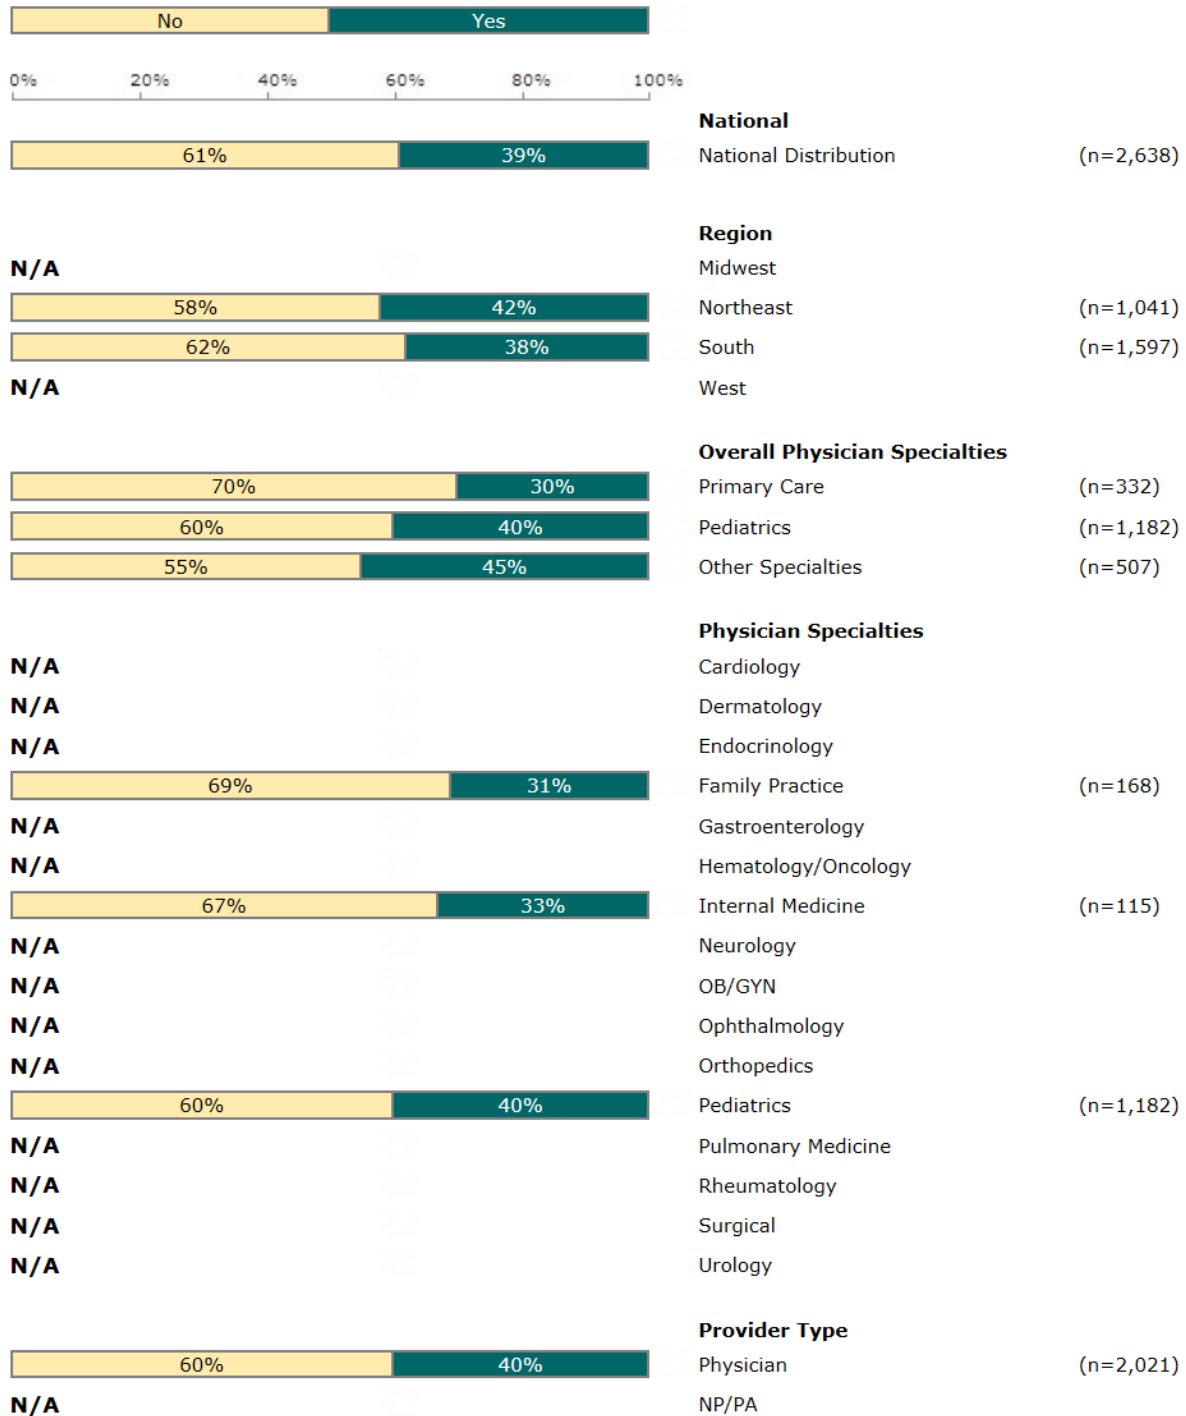 No Yes
0% 20% 40% 60% 80% 100%
National
61% 39% National Distribution (n=2,638)
Region
N/A Midwest
58% 42% Northeast (n=1,041)
62% 38% South (n=1,597)
N/A West
Overall Physician Specialties
70% 30% Primary Care (n=332)
60% 40% Pediatrics (n=1,182)
55% 45% Other Specialties (n=507)
Physician Specialties
N/A Cardiology
N/A Dermatology
N/A Endocrinology
69% 31% Family Practice (n=168)
N/A Gastroenterology
N/A Hematology/Oncology
67% 33% Internal Medicine (n=115)
N/A Neurology
N/A OB/GYN
N/A Ophthalmology
N/A Orthopedics
60% 40% Pediatrics (n=1,182)
N/A Pulmonary Medicine
N/A Rheumatology
N/A Surgical
N/A Urology
Provider Type
60% 40% Physician (n=2,021)
N/A NP/PA